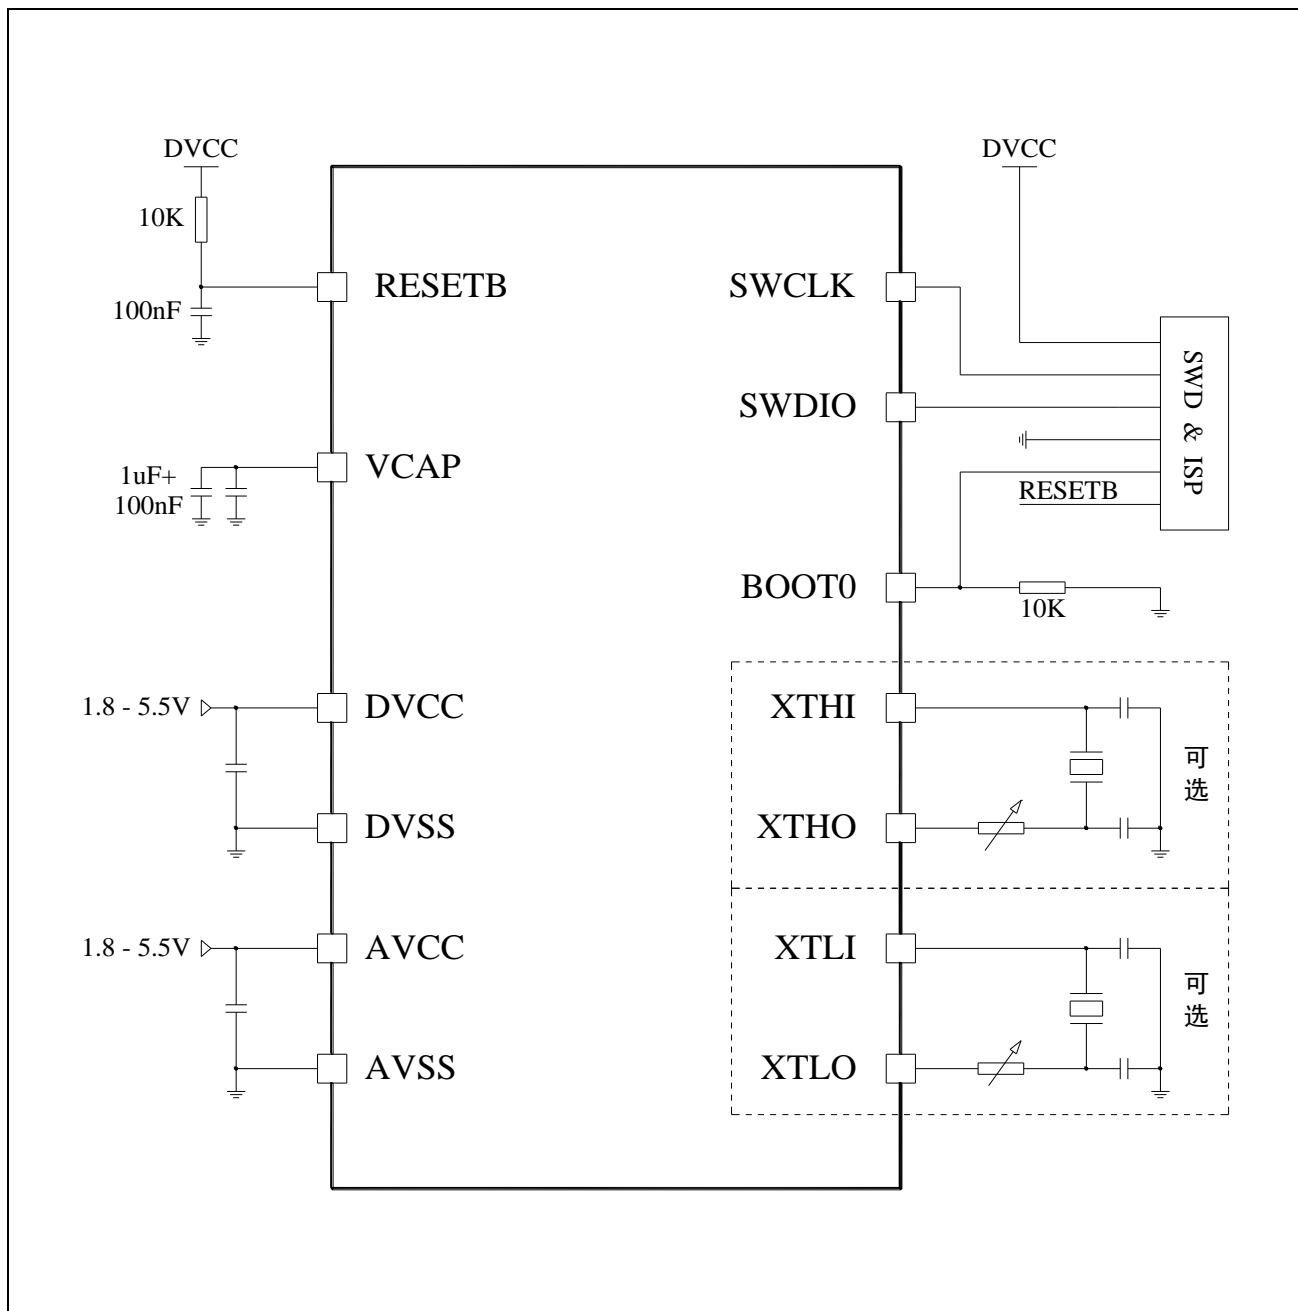 DVCC
10K
RESETB
100nF
1uF+
100nF
VCAP
1.8 - 5.5V
DVCC
DVSS
1.8 - 5.5V
AVCC
AVSS
DVCC
SWCLK
SWDIO
SWD & ISP
RESETB
BOOT0
10K
XTHI
XTHO
可
选
XTLI
XTLO
可
选